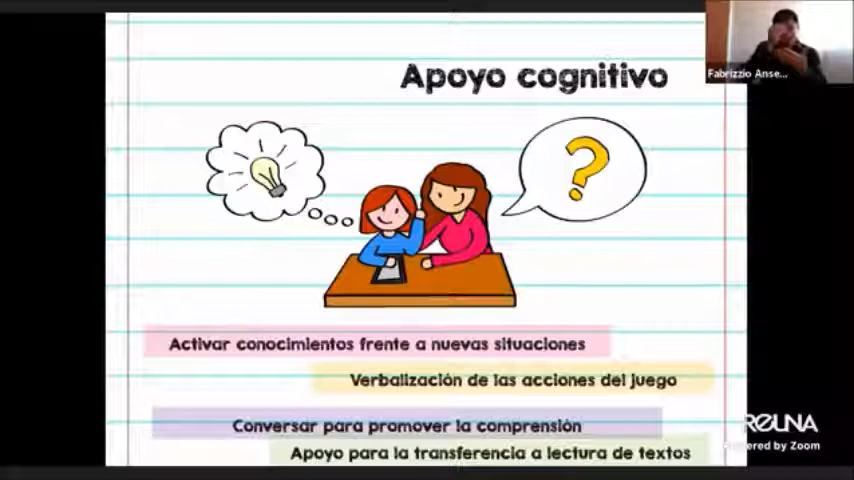 Apoyo cognitivo
Fabrizzio Anse...
?
Activar conocimientos frente a nuevas situaciones
Verbalización de las acciones del juego
Conversar para promover la comprensión
Apoyo para la transferencia a lectura de textos
REUNA
Powered by Zoom